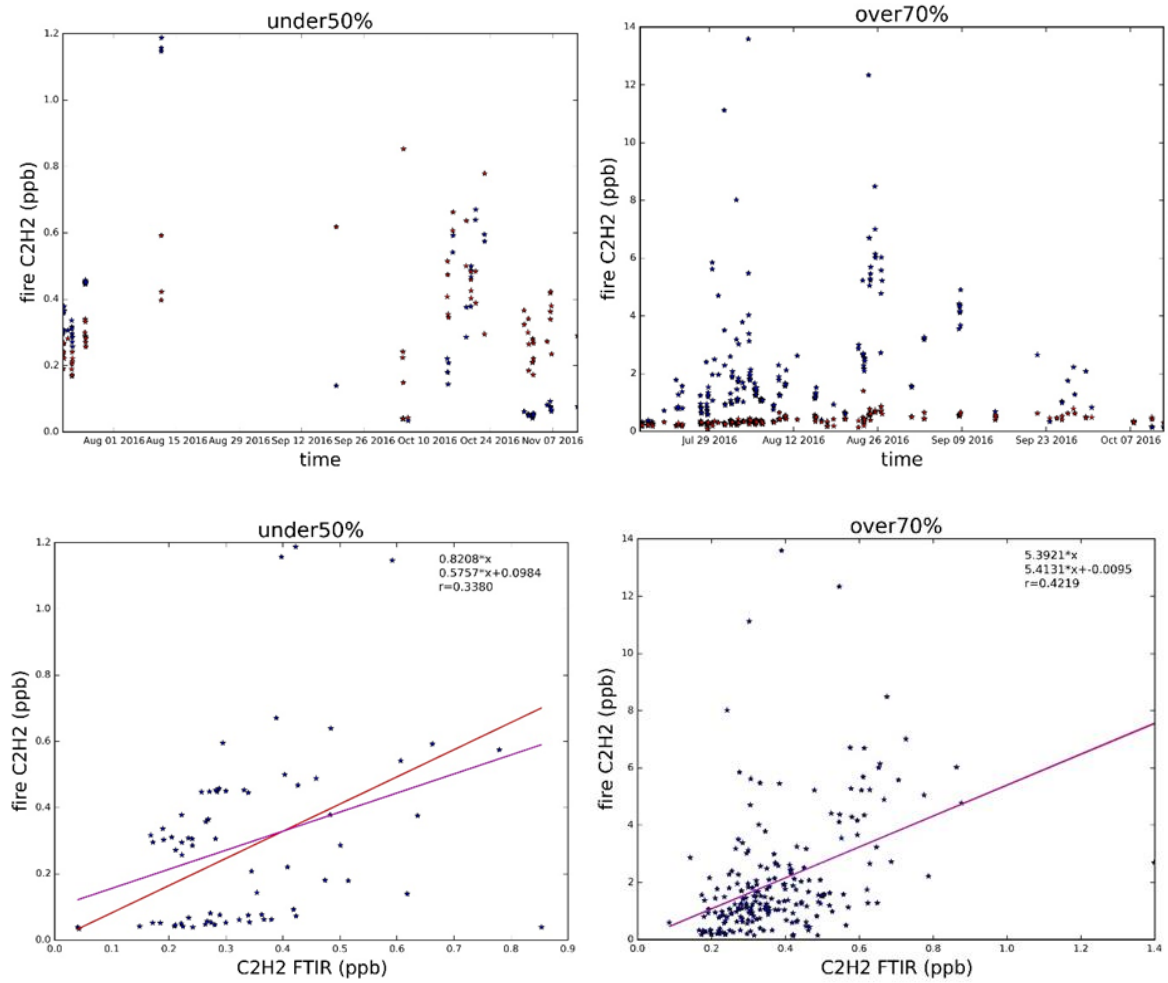 under50%
1.2
1.0
0.8
0.6
0.4
0.2
0.0
fire C2H2 (ppb)
Aug 01 2016 Aug 15 2016 Aug 29 2016 Sep 12 2016 Sep 26 2016 Oct 10 2016 Oct 24 2016 Nov 07 2016
time
over70%
14
12
10
8
6
4
2
0
fire C2H2 (ppb)
Jul 29 2016 Aug 12 2016 Aug 26 2016 Sep 09 2016 Sep 23 2016 Oct 07 2016
time
under50%
0.8208*x
0.5757*x+0.0984
r=0.3380
1.2
1.0
0.8
0.6
0.4
0.2
0.0
fire C2H2 (ppb)
0.0 0.1 0.2 0.3 0.4 0.5 0.6 0.7 0.8 0.9
C2H2 FTIR (ppb)
over70%
5.3921*x
5.4131*x+-0.0095
r=0.4219
14
12
10
8
6
4
2
0
fire C2H2 (ppb)
0.0 0.2 0.4 0.6 0.8 1.0 1.2 1.4
C2H2 FTIR (ppb)